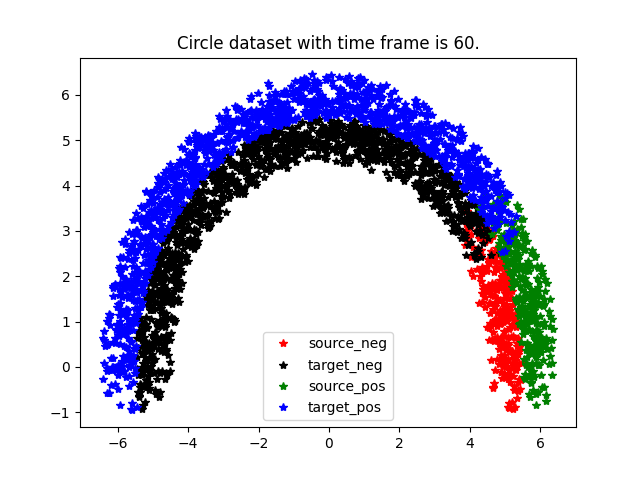 Circle dataset with time frame is 60.
6
5
4
3
2
1
0
−1
source_neg
target_neg
source_pos
target_pos
−6 −4 −2 0 2 4 6